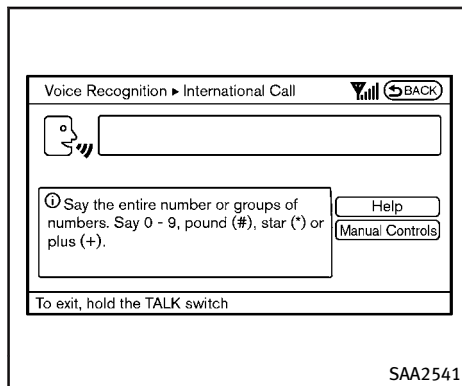 Voice Recognition ▸ International Call BACK
Say the entire number or groups of
numbers. Say 0 - 9, pound (#), star (*) or
plus (+).
Help
Manual Controls
To exit, hold the TALK switch
SAA2541